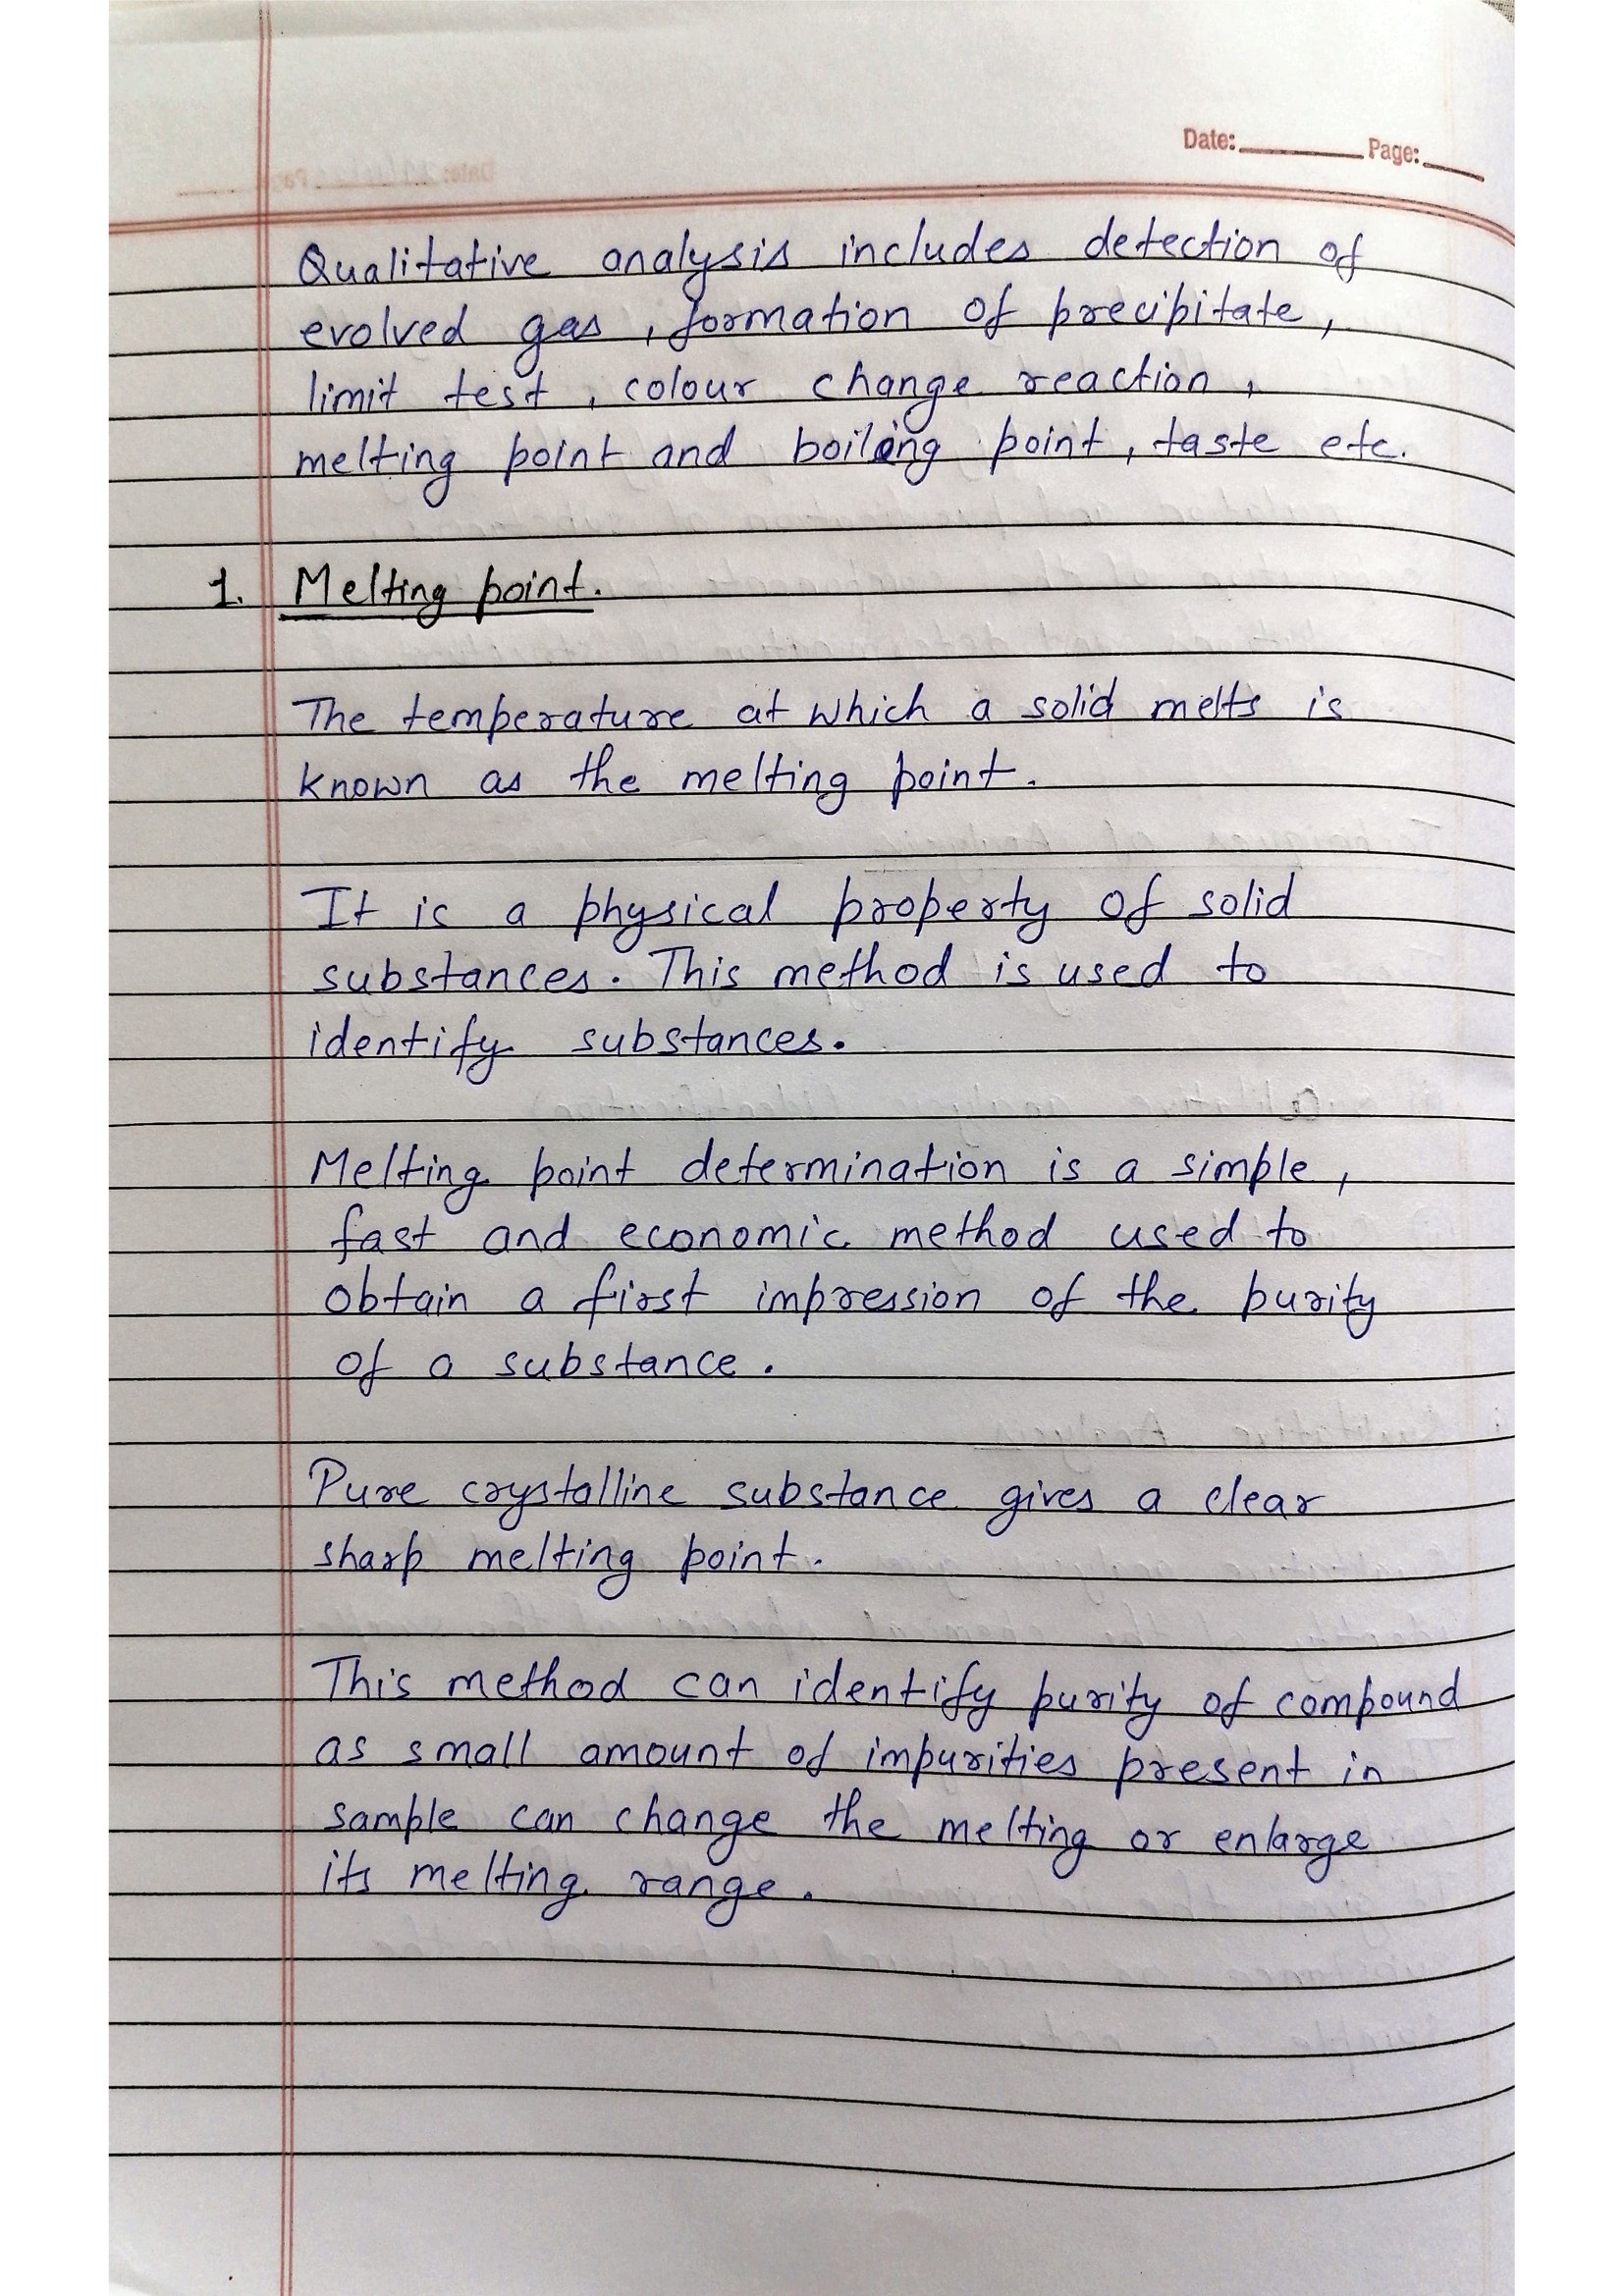 Date: Page:
Qualitative analysis includes detection of
evolved gas, formation of precipitate,
limit test, colour change reaction,
melting point and boiling point, taste etc.
1. Melting point.
The temperature at which a solid melts is
known as the melting point.
It is a physical property of solid
substances. This method is used to
identify substances.
Melting point determination is a simple,
fast and economic method used to
obtain a first impression of the purity
of a substance.
Pure crystalline substance gives a clear
sharp melting point.
This method can identify purity of compound
as small amount of impurities present in
sample can change the melting or enlarge
its melting range.